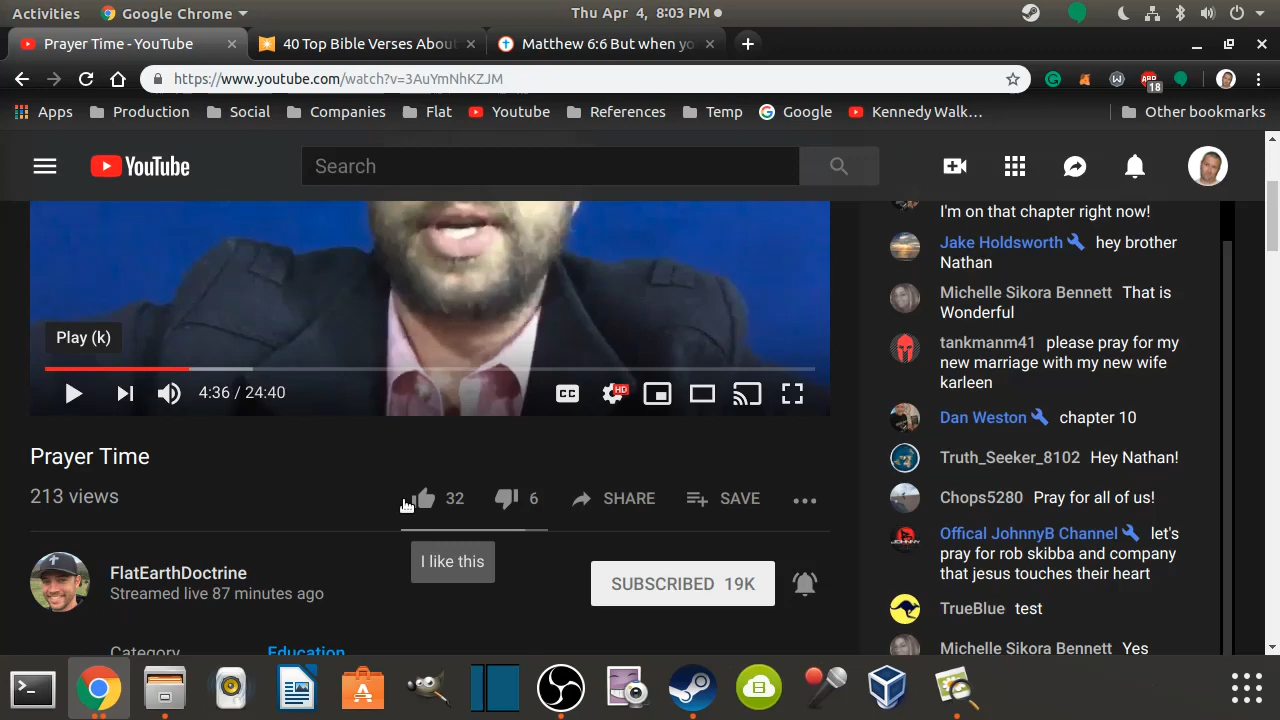 Activities Google Chrome Thu Apr 4, 8:03 PM
Prayer Time - YouTube 40 Top Bible Verses Abou Matthew 6:6 But when yo
https://www.youtube.com/watch?v=3AuYmNhKZJM 18
Apps Production Social Companies Flat Youtube References Temp Google Kennedy Walk... Other bookmarks
YouTube Search
I'm on that chapter right now!
Jake Holdsworth hey brother
Nathan
Michelle Sikora Bennett That is
Wonderful
tankmanm41 please pray for my
new marriage with my new wife
karleen
Dan Weston chapter 10
Truth_Seeker_8102 Hey Nathan!
Chops5280 Pray for all of us!
Offical JohnnyB Channel let's
pray for rob skibba and company
that jesus touches their heart
TrueBlue test
Michelle Sikora Bennett Yes
Play (k)
4:36 / 24:40 CC HD
Prayer Time
213 views 32 6 SHARE SAVE
I like this
FlatEarthDoctrine
Streamed live 87 minutes ago
SUBSCRIBED 19K
Category Education